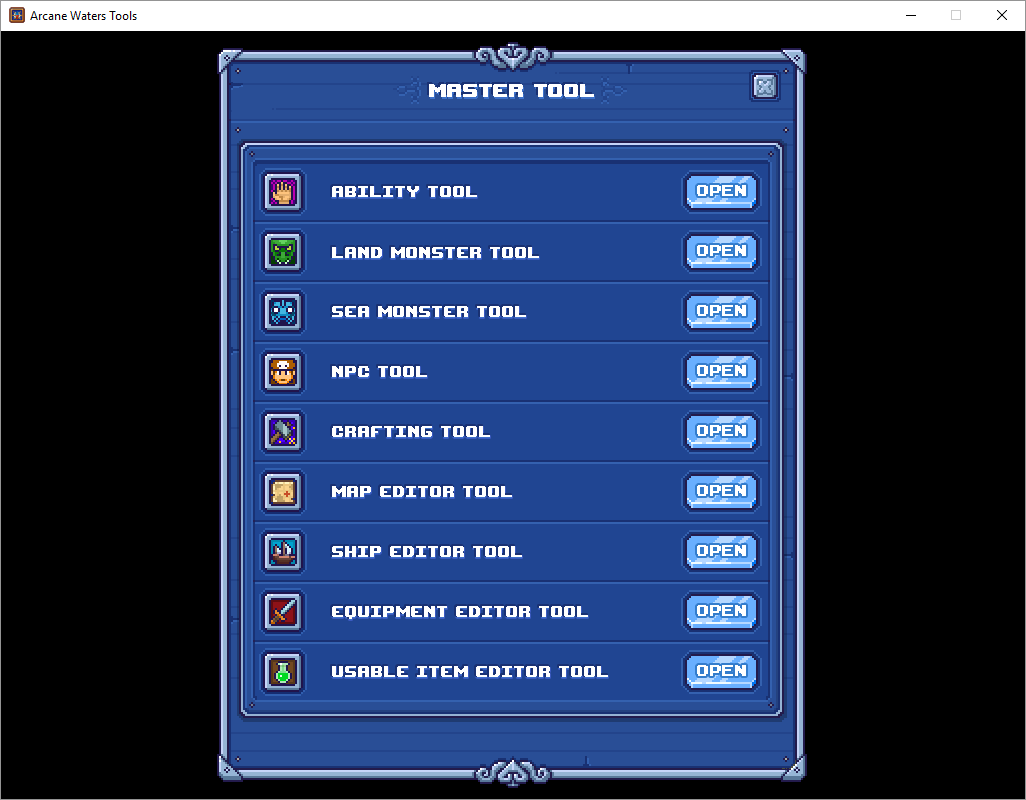 Arcane Waters Tools
MASTER TOOL
ABILITY TOOL OPEN
LAND MONSTER TOOL OPEN
SEA MONSTER TOOL OPEN
NPC TOOL OPEN
CRAFTING TOOL OPEN
MAP EDITOR TOOL OPEN
SHIP EDITOR TOOL OPEN
EQUIPMENT EDITOR TOOL OPEN
USABLE ITEM EDITOR TOOL OPEN